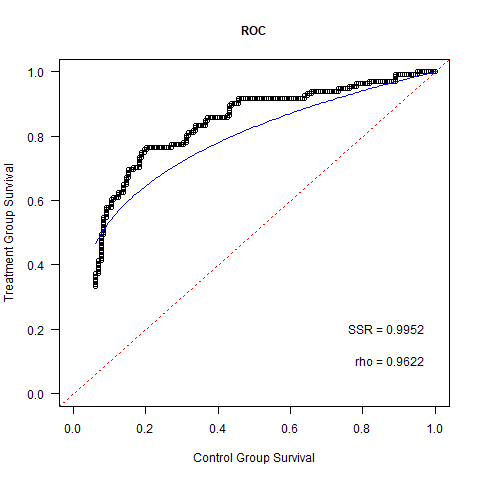 ROC
Treatment Group Survival
1.0
0.8
0.6
0.4
0.2
0.0
SSR = 0.9952
rho = 0.9622
0.0 0.2 0.4 0.6 0.8 1.0
Control Group Survival